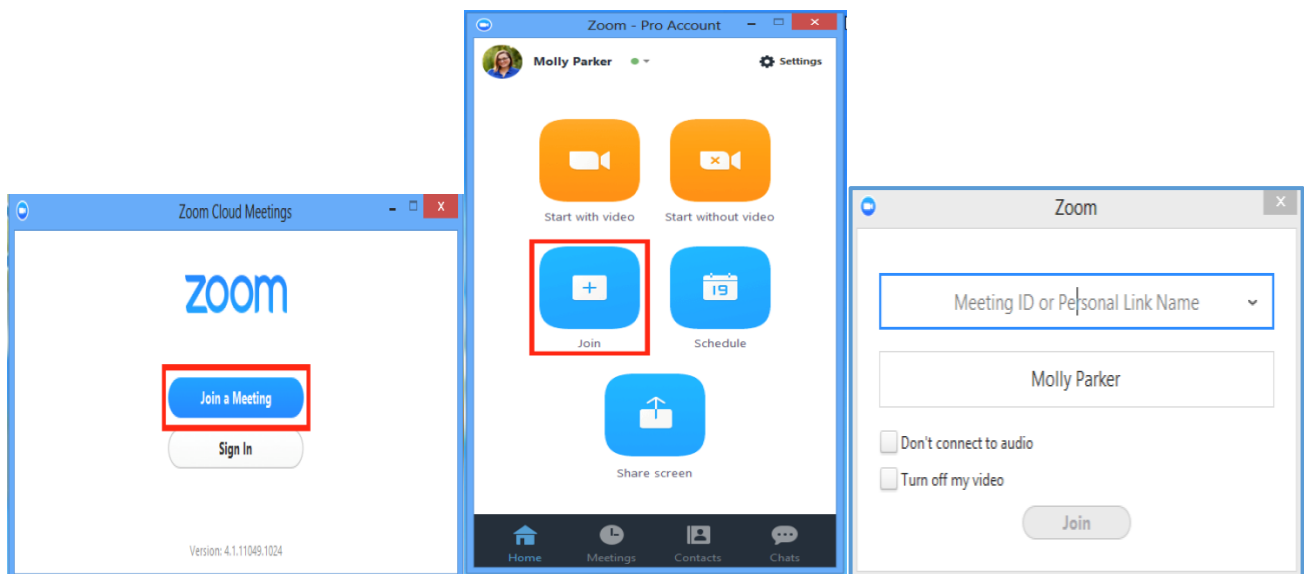 Zoom Cloud Meetings
zoom
Join a Meeting
Sign In
Version: 4.1.11049.1024
Zoom - Pro Account
Molly Parker
Settings
Start with video
Start without video
19
Join
Schedule
Share screen
Home
Meetings
Contacts
Chats
Zoom
Meeting ID or Personal Link Name
Molly Parker
Don't connect to audio
Turn off my video
Join